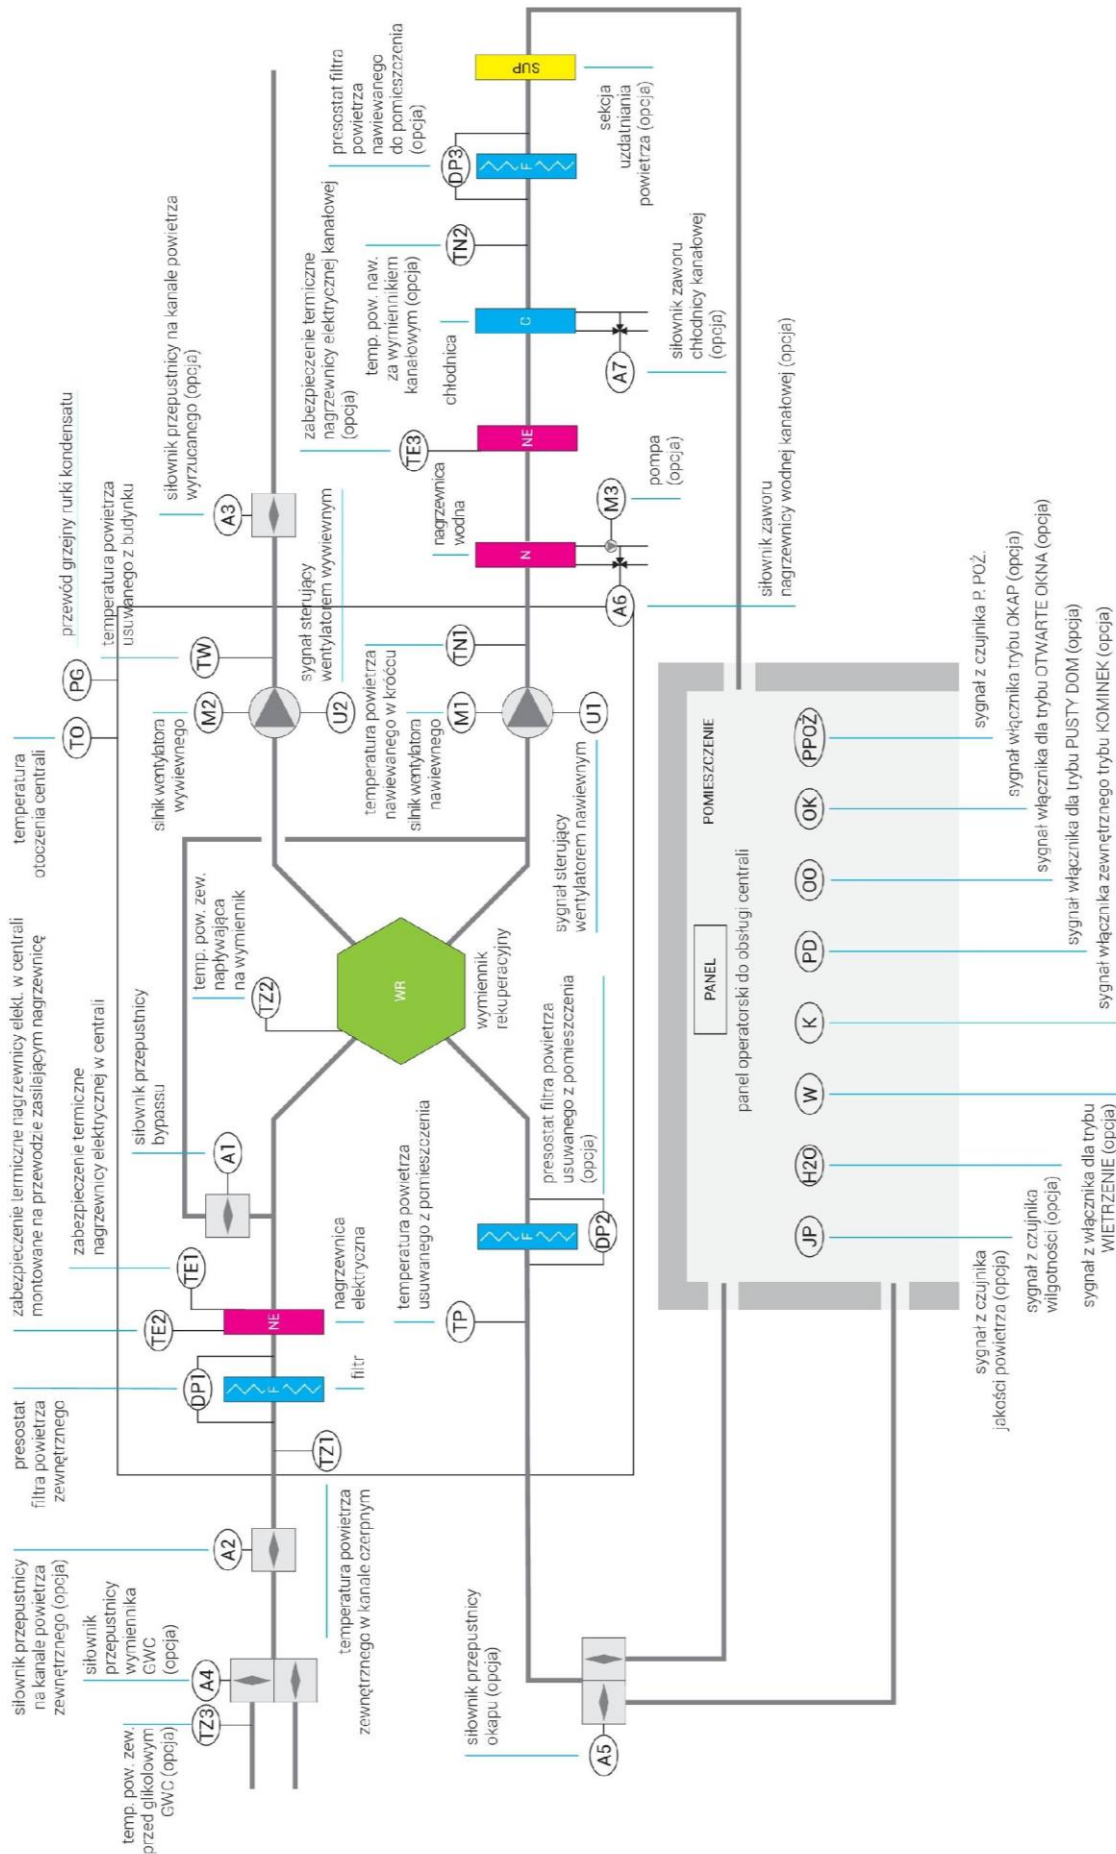 siłownik przepustnicy
na kanale powietrza
zewnętrznego (opcja)
presostat
filtra powietrza
zewnętrznego
zabezpieczenie termiczne nagrzewnicy elekt. w centrali
montowane na przewodzie zasilającym nagrzewnicę
temperatura
otoczenia centrali
TO
PG
przewód grzejny rurki kondensatu
siłownik
przepustnicy
wymiennika
GWC
(opcja)
zabezpieczenie termiczne
nagrzewnicy elektrycznej w centrali
temperatura powietrza
usuwanego z budynku
siłownik przepustnicy na kanale powietrza
wyrzucanego (opcja)
temp. pow. zew.
przed glikolowym
GWC (opcja)
TZ3
A4
A2
DP1
TE2
TE1
siłownik przepustnicy
bypassu
A1
temp. pow. zew.
napływająca
na wymiennik
TZ2
silnik wentylatora
wywiewnego
M2
TW
A3
F
NE
TZ1
filtr
nagrzewnica
elektryczna
U2
sygnał sterujący
wentylatorem wywiewnym
temperatura powietrza
zewnętrznego w kanale czerpnym
WR
wymiennik
rekuperacyjny
temperatura powietrza
nawiewanego w króćcu
silnik wentylatora
nawiewnego
M1
TN1
nagrzewnica
wodna
zabezpieczenie termiczne
nagrzewnicy elektrycznej kanałowej
(opcja)
TE3
temp. pow. naw.
za wymiennikiem
kanałowym (opcja)
chłodnica
TN2
presostat filtra
powietrza
nawiewanego
do pomieszczenia
(opcja)
DP3
temperatura powietrza
usuwanego z pomieszczenia
TP
F
DP2
presostat filtra powietrza
usuwanego z pomieszczenia
(opcja)
U1
sygnał sterujący
wentylatorem nawiewnym
N
NE
C
F
SUP
A6
M3
pompa
(opcja)
A7
siłownik zaworu
chłodnicy kanałowej
(opcja)
sekcja
uzdatniania
powietrza (opcja)
siłownik zaworu
nagrzewnicy wodnej kanałowej (opcja)
siłownik przepustnicy
okapu (opcja)
A5
PANEL
POMIESZCZENIE
panel operatorski do obsługi centrali
JP
H2O
W
K
PD
OO
OK
PPOŻ
sygnał z czujnika
jakości powietrza (opcja)
sygnał z czujnika
wilgotności (opcja)
sygnał z włącznika dla trybu
WIETRZENIE (opcja)
sygnał z czujnika P. POŻ.
sygnał włącznika trybu OKAP (opcja)
sygnał włącznika dla trybu OTWARTE OKNA (opcja)
sygnał włącznika dla trybu PUSTY DOM (opcja)
sygnał włącznika zewnętrznego trybu KOMINEK (opcja)